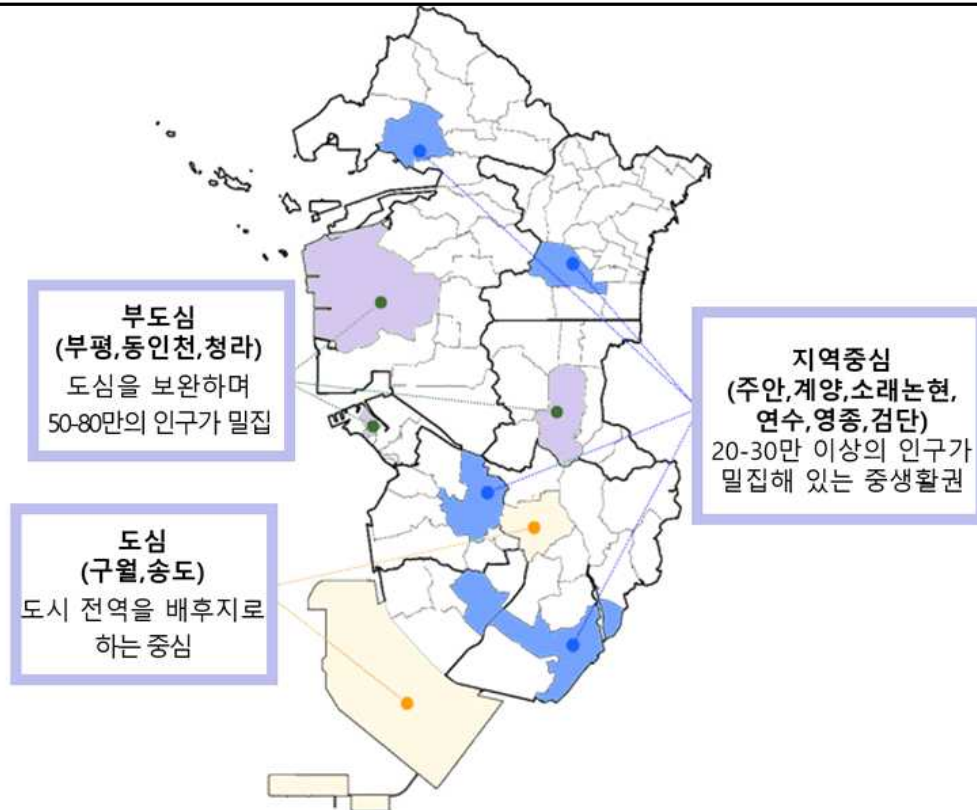 부도심
(부평,동인천,청라)
도심을 보완하며
50-80만의 인구가 밀집
지역중심
(주안,계양,소래논현,
연수,영종,검단)
20-30만 이상의 인구가
밀집해 있는 중생활권
도심
(구월,송도)
도시 전역을 배후지로
하는 중심